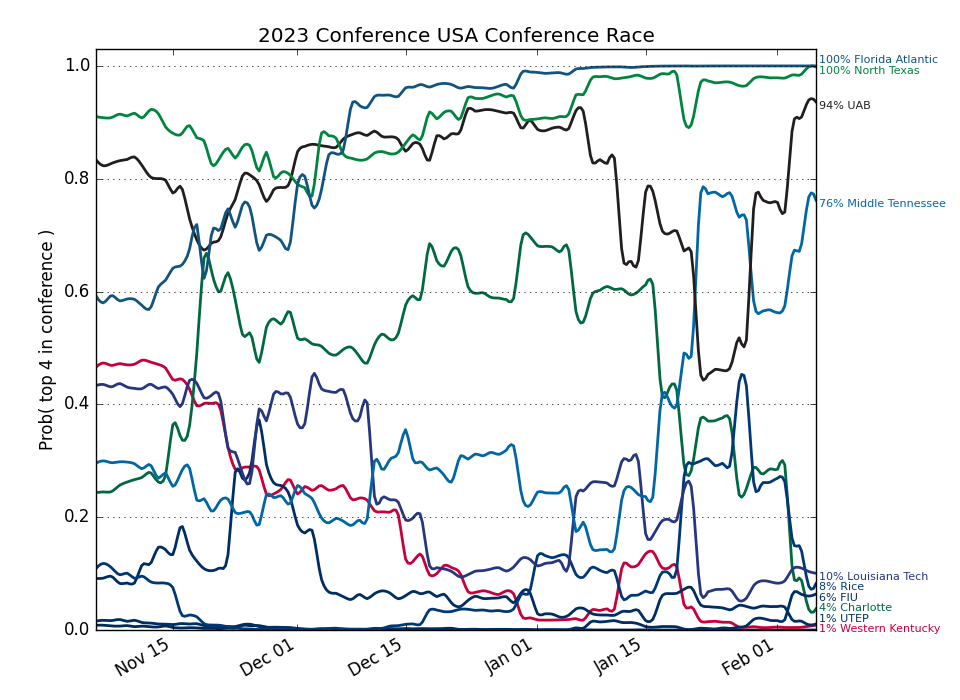 2023 Conference USA Conference Race
Prob( top 4 in conference )
1.0
0.8
0.6
0.4
0.2
0.0
Nov 15
Dec 01
Dec 15
Jan 01
Jan 15
Feb 01
100% Florida Atlantic
100% North Texas
94% UAB
76% Middle Tennessee
10% Louisiana Tech
8% Rice
6% FIU
4% Charlotte
1% UTEP
1% Western Kentucky